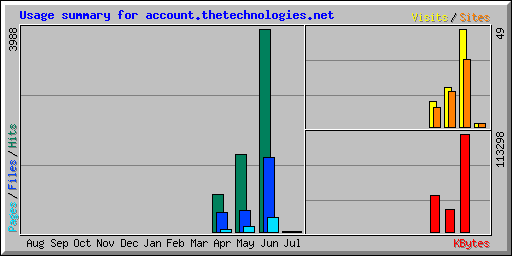 Usage summary for account.thetechnologies.net
Visits/Sites
3988
49
Pages/Files/Hits
113298
Aug Sep Oct Nov Dec Jan Feb Mar Apr May Jun Jul
KBytes